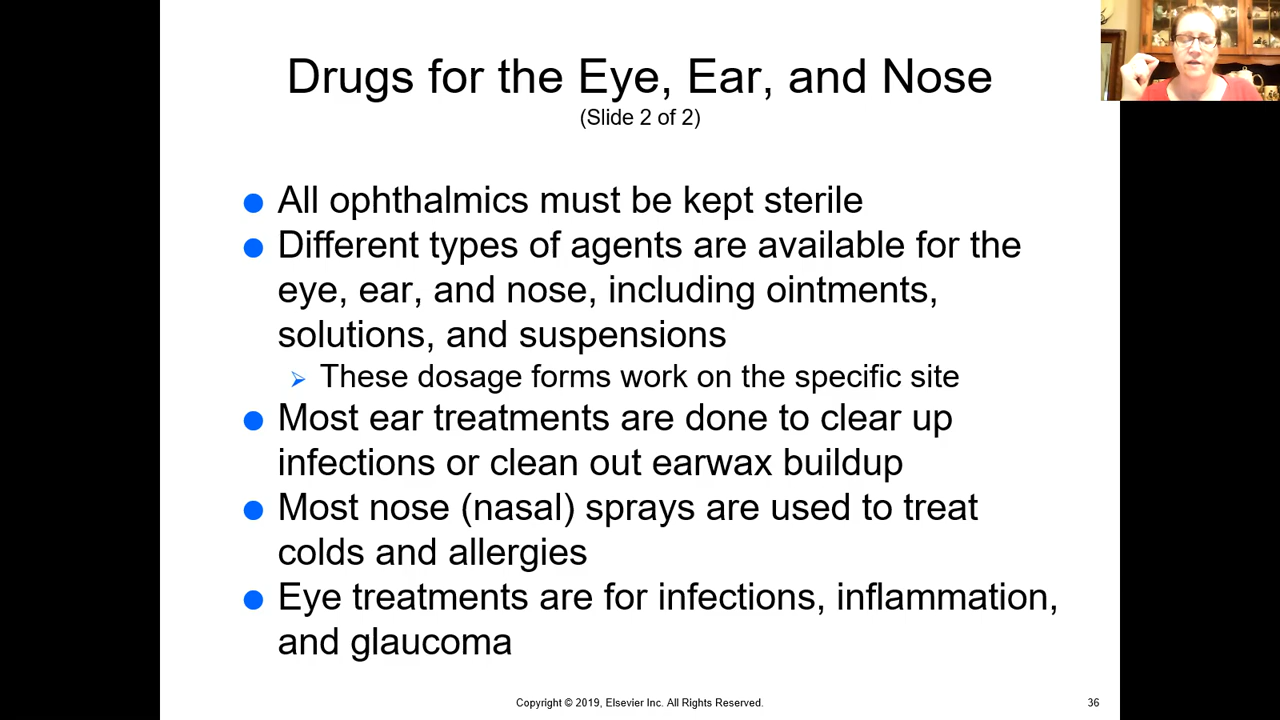 Drugs for the Eye, Ear, and Nose
(Slide 2 of 2)
All ophthalmics must be kept sterile
Different types of agents are available for the
eye, ear, and nose, including ointments,
solutions, and suspensions
These dosage forms work on the specific site
Most ear treatments are done to clear up
infections or clean out earwax buildup
Most nose (nasal) sprays are used to treat
colds and allergies
Eye treatments are for infections, inflammation,
and glaucoma
Copyright © 2019, Elsevier Inc. All Rights Reserved.
36